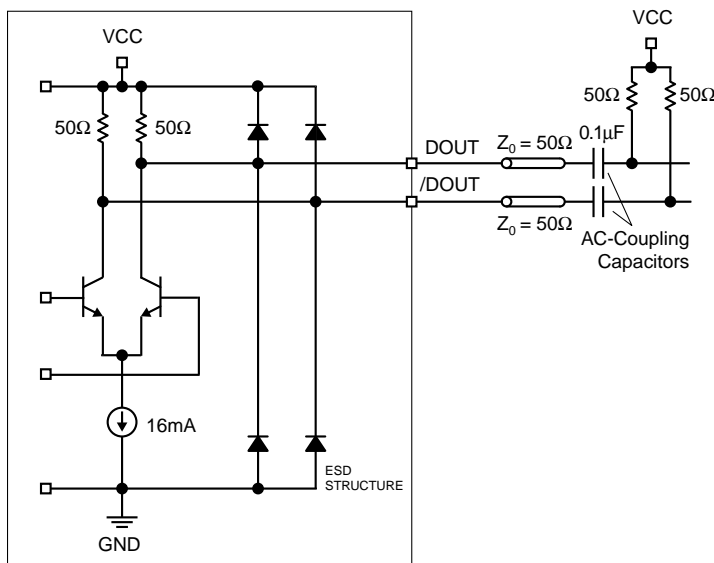 VCC
VCC
50Ω
50Ω
50Ω
50Ω
0.1µF
DOUT
Z0 = 50Ω
/DOUT
Z0 = 50Ω
AC-Coupling
Capacitors
16mA
ESD
STRUCTURE
GND